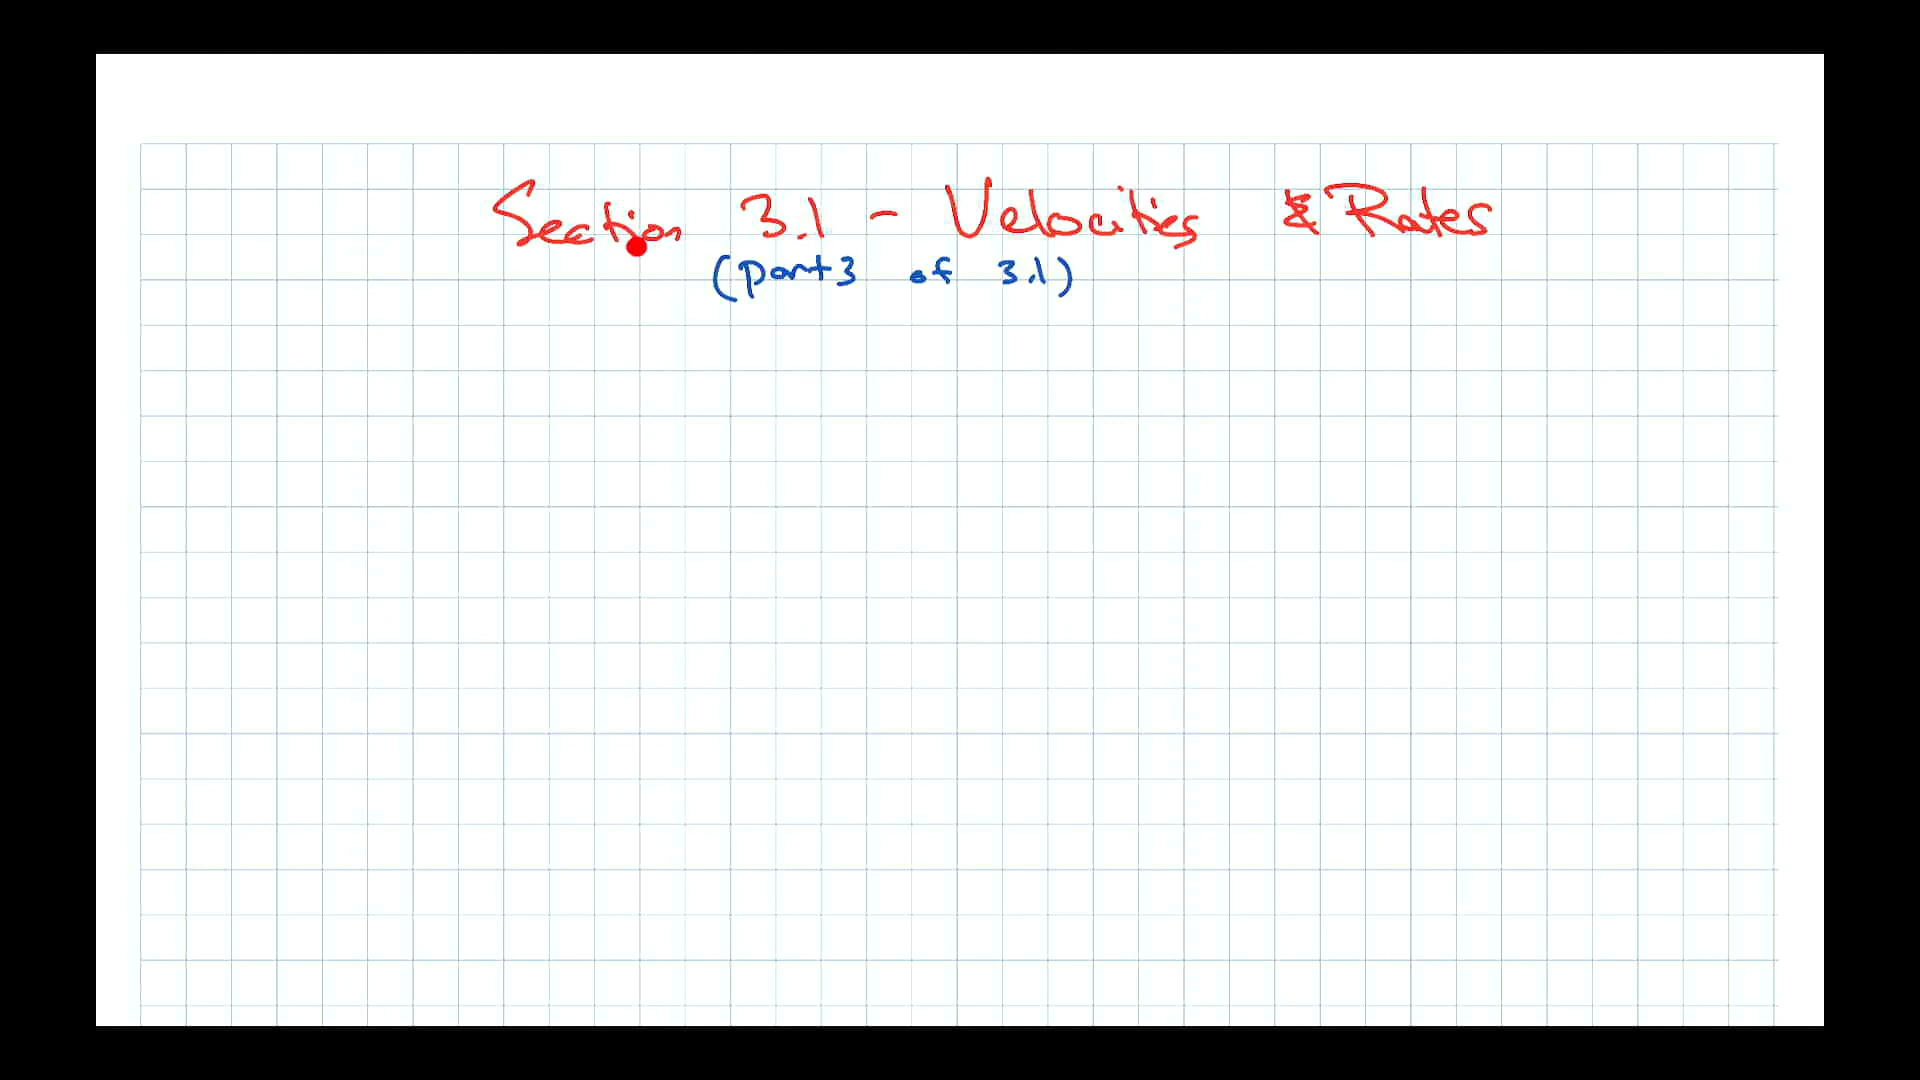 Section 3.1 - Velocities & Rates
(part 3 of 3.1)